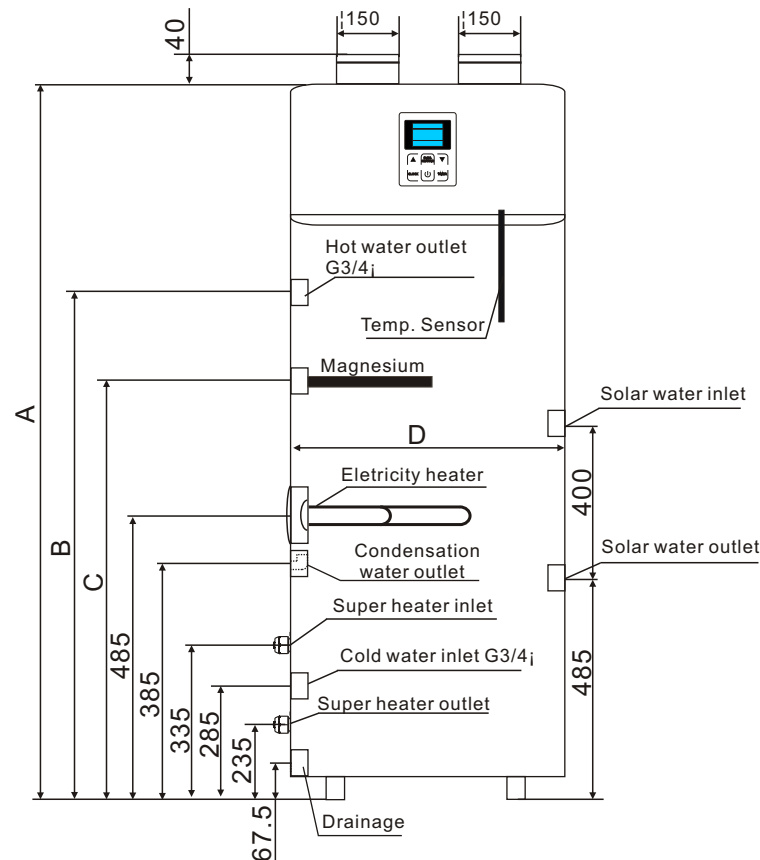 ¦150
¦150
40
Hot water outlet
G3/4¡
Temp. Sensor
Magnesium
Solar water inlet
A
D
Eletricity heater
400
B
C
Condensation
water outlet
Solar water outlet
Super heater inlet
485
385
Cold water inlet G3/4¡
485
335
285
Super heater outlet
235
67.5
Drainage